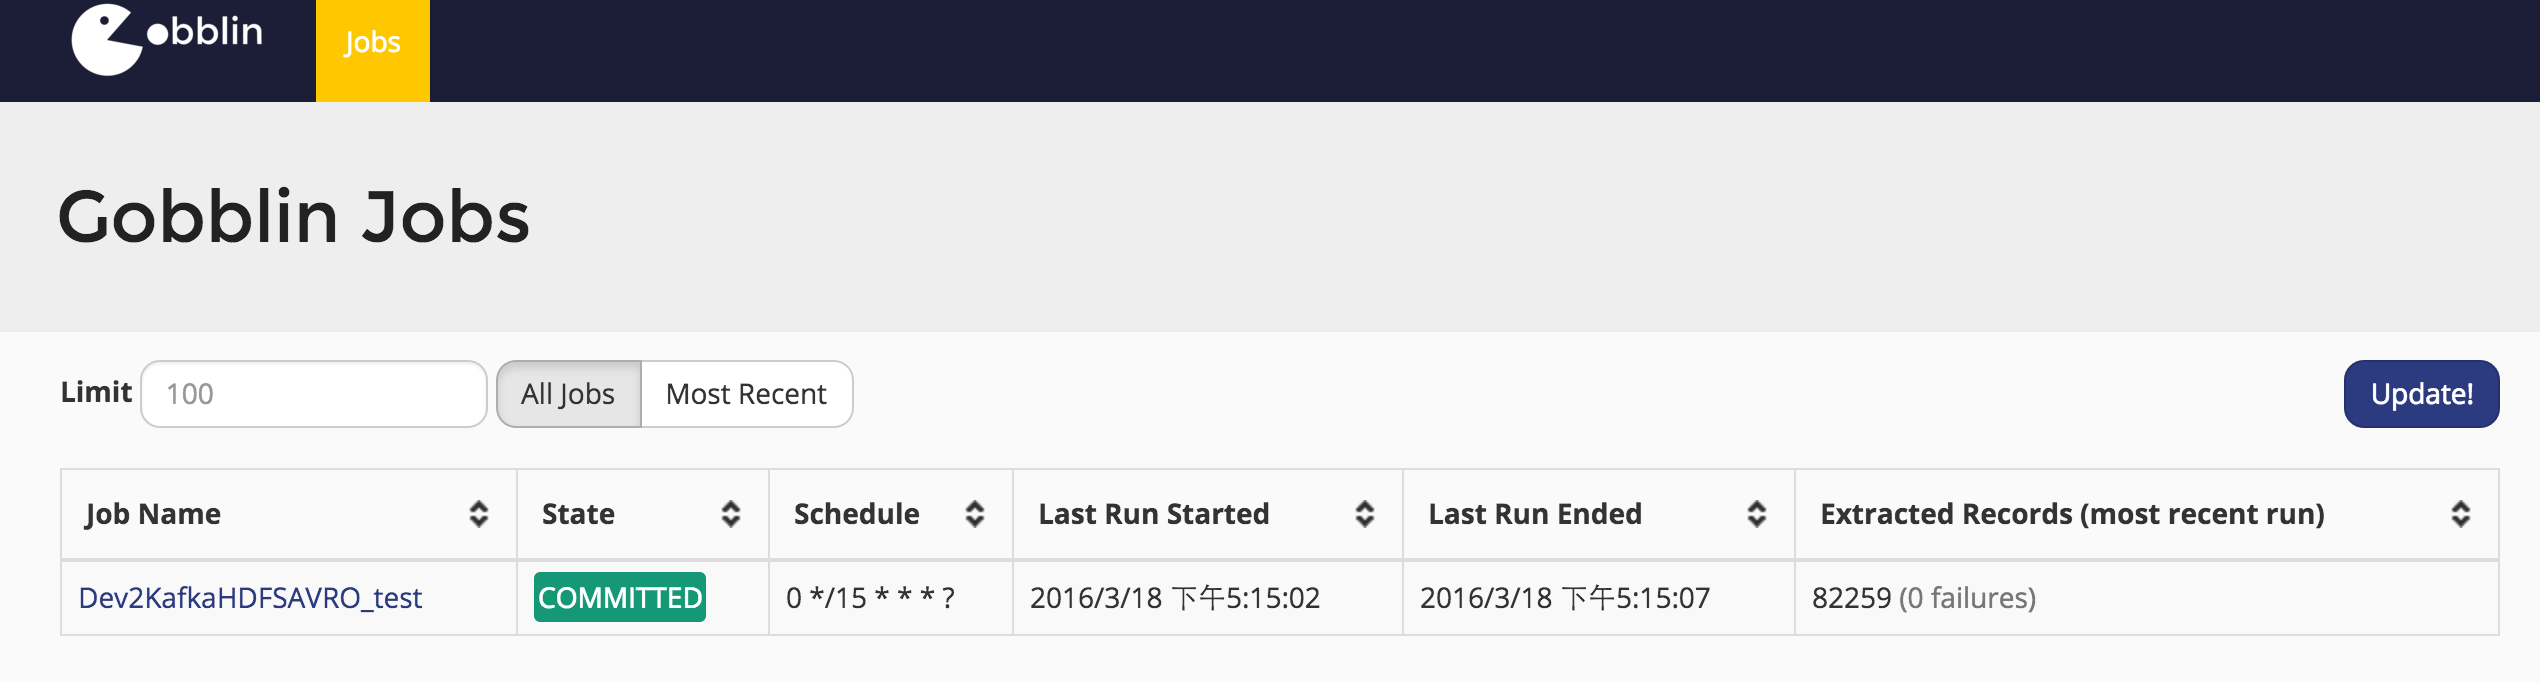 obblin Jobs
Gobblin Jobs
Limit 100 All Jobs Most Recent Update!
Job Name State Schedule Last Run Started Last Run Ended Extracted Records (most recent run)
Dev2KafkaHDFSAVRO_test COMMITTED 0 */15 * * * ? 2016/3/18 下午5:15:02 2016/3/18 下午5:15:07 82259 (0 failures)